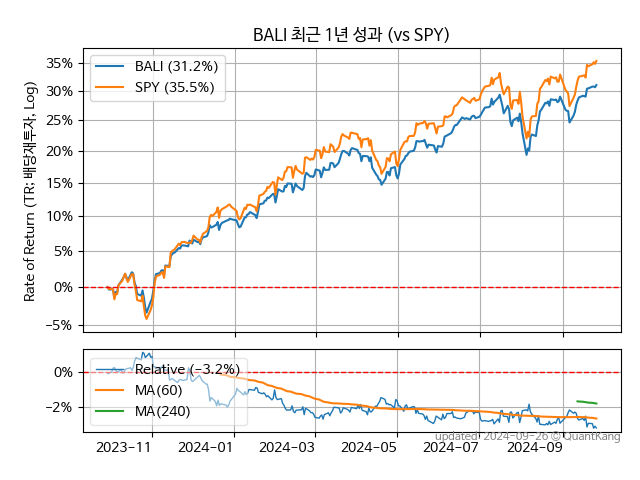 BALI 최근 1년 성과 (vs SPY)
Rate of Return (TR: 배당재투자, Log)
35%
30%
25%
20%
15%
10%
5%
0%
−5%
BALI (31.2%)
SPY (35.5%)
0%
−2%
Relative (−3.2%)
MA(60)
MA(240)
2023−11
2024−01
2024−03
2024−05
2024−07
2024−09
updated: 2024−09−26 © QuantKang